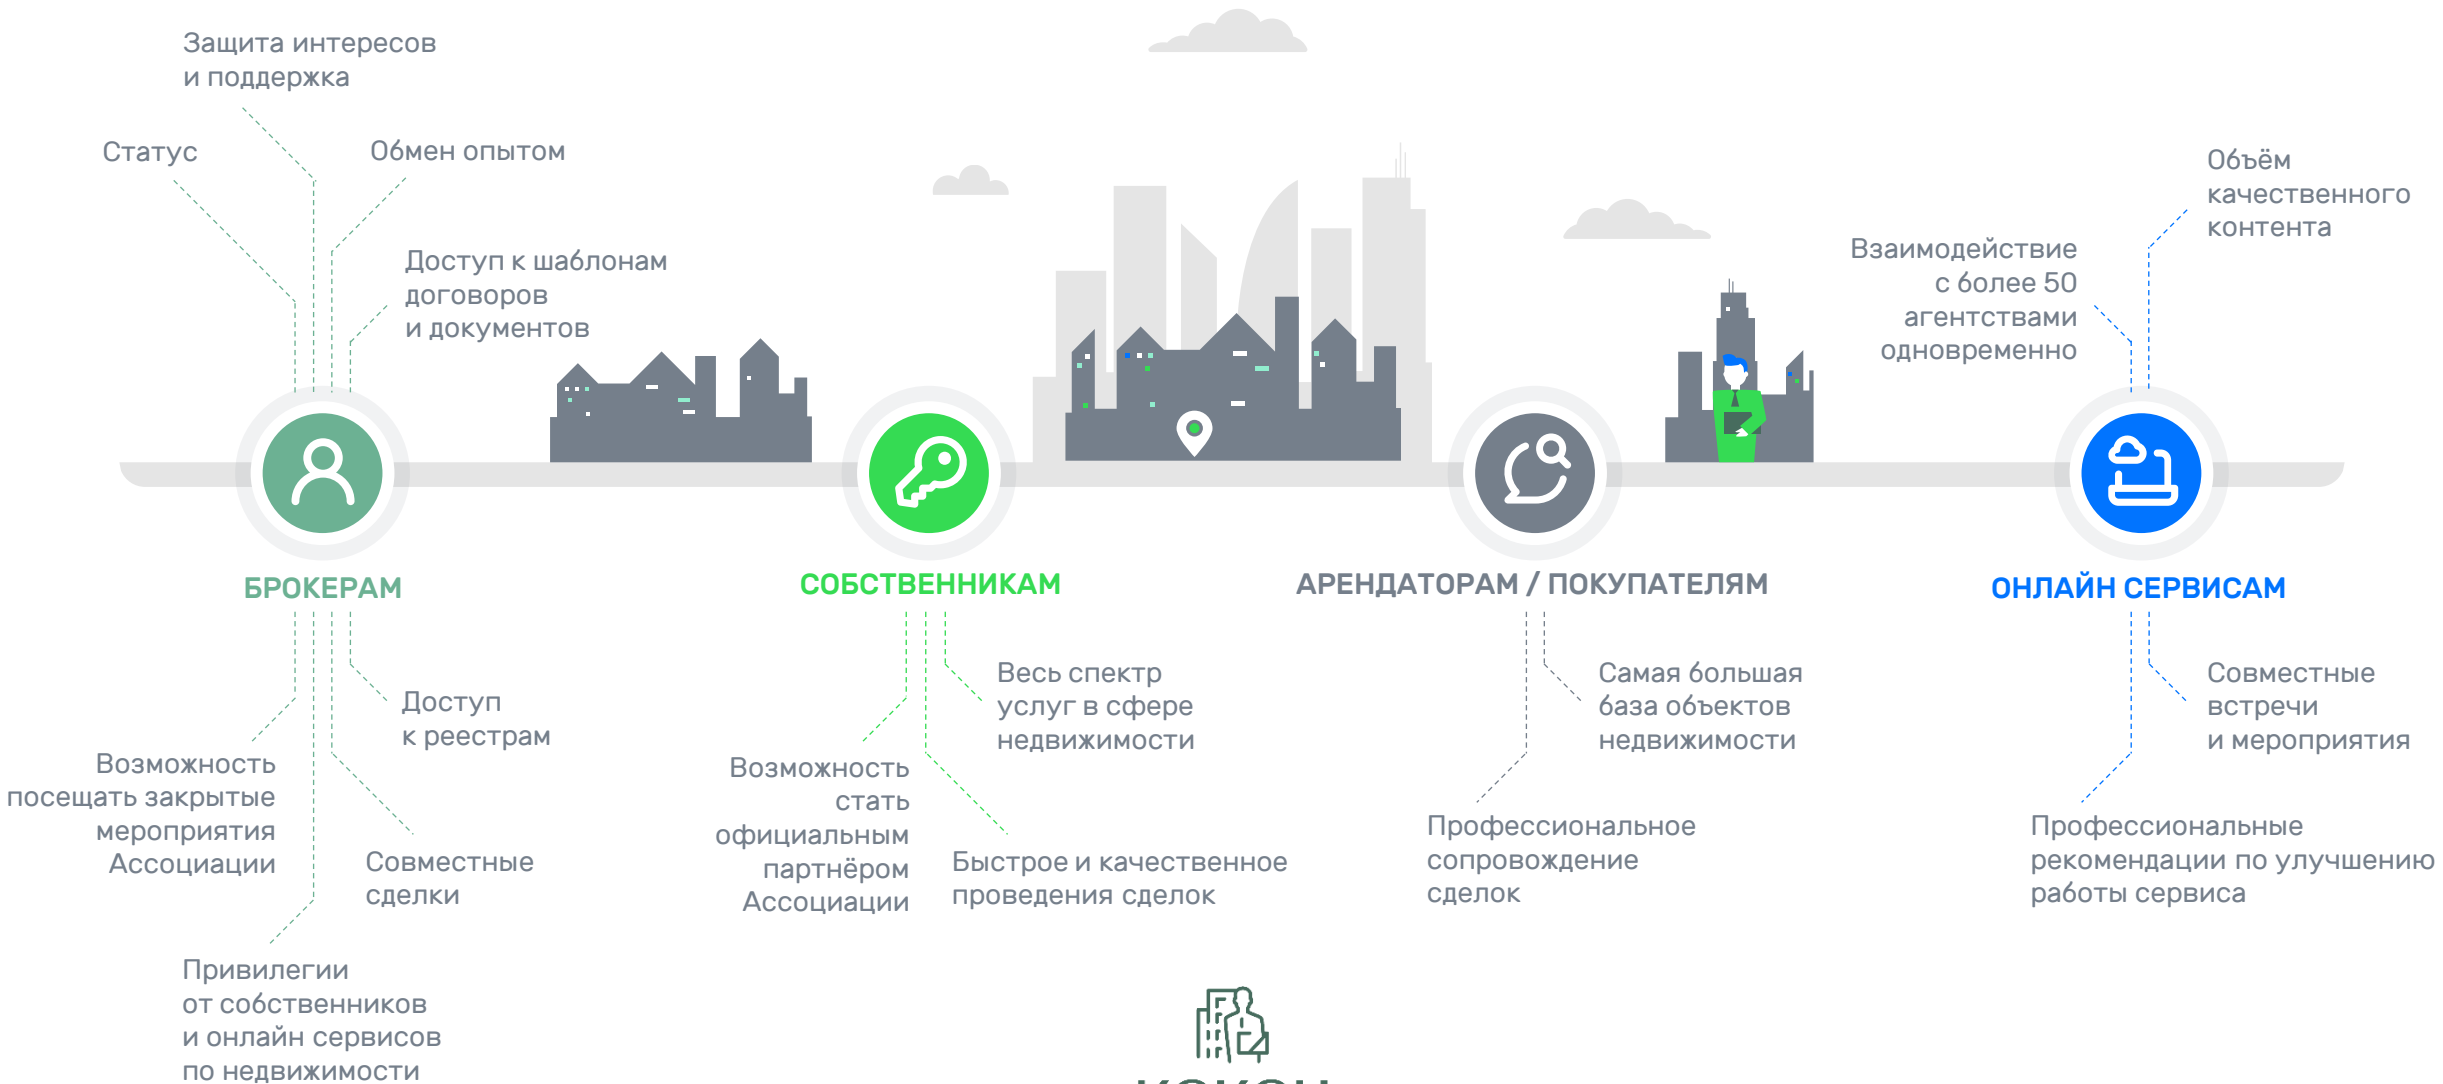 Защита интересов
и поддержка
Статус
Обмен опытом
Доступ к шаблонам
договоров
и документов
Взаимодействие
с более 50
агентствами
одновременно
Объём
качественного
контента
БРОКЕРАМ
СОБСТВЕННИКАМ
АРЕНДАТОРАМ / ПОКУПАТЕЛЯМ
ОНЛАЙН СЕРВИСАМ
Доступ
к реестрам
Возможность
посещать закрытые
мероприятия
Ассоциации
Совместные
сделки
Привилегии
от собственников
и онлайн сервисов
по недвижимости
Весь спектр
услуг в сфере
недвижимости
Возможность
стать
официальным
партнёром
Ассоциации
Быстрое и качественное
проведения сделок
Самая большая
база объектов
недвижимости
Профессиональное
сопровождение
сделок
Совместные
встречи
и мероприятия
Профессиональные
рекомендации по улучшению
работы сервиса